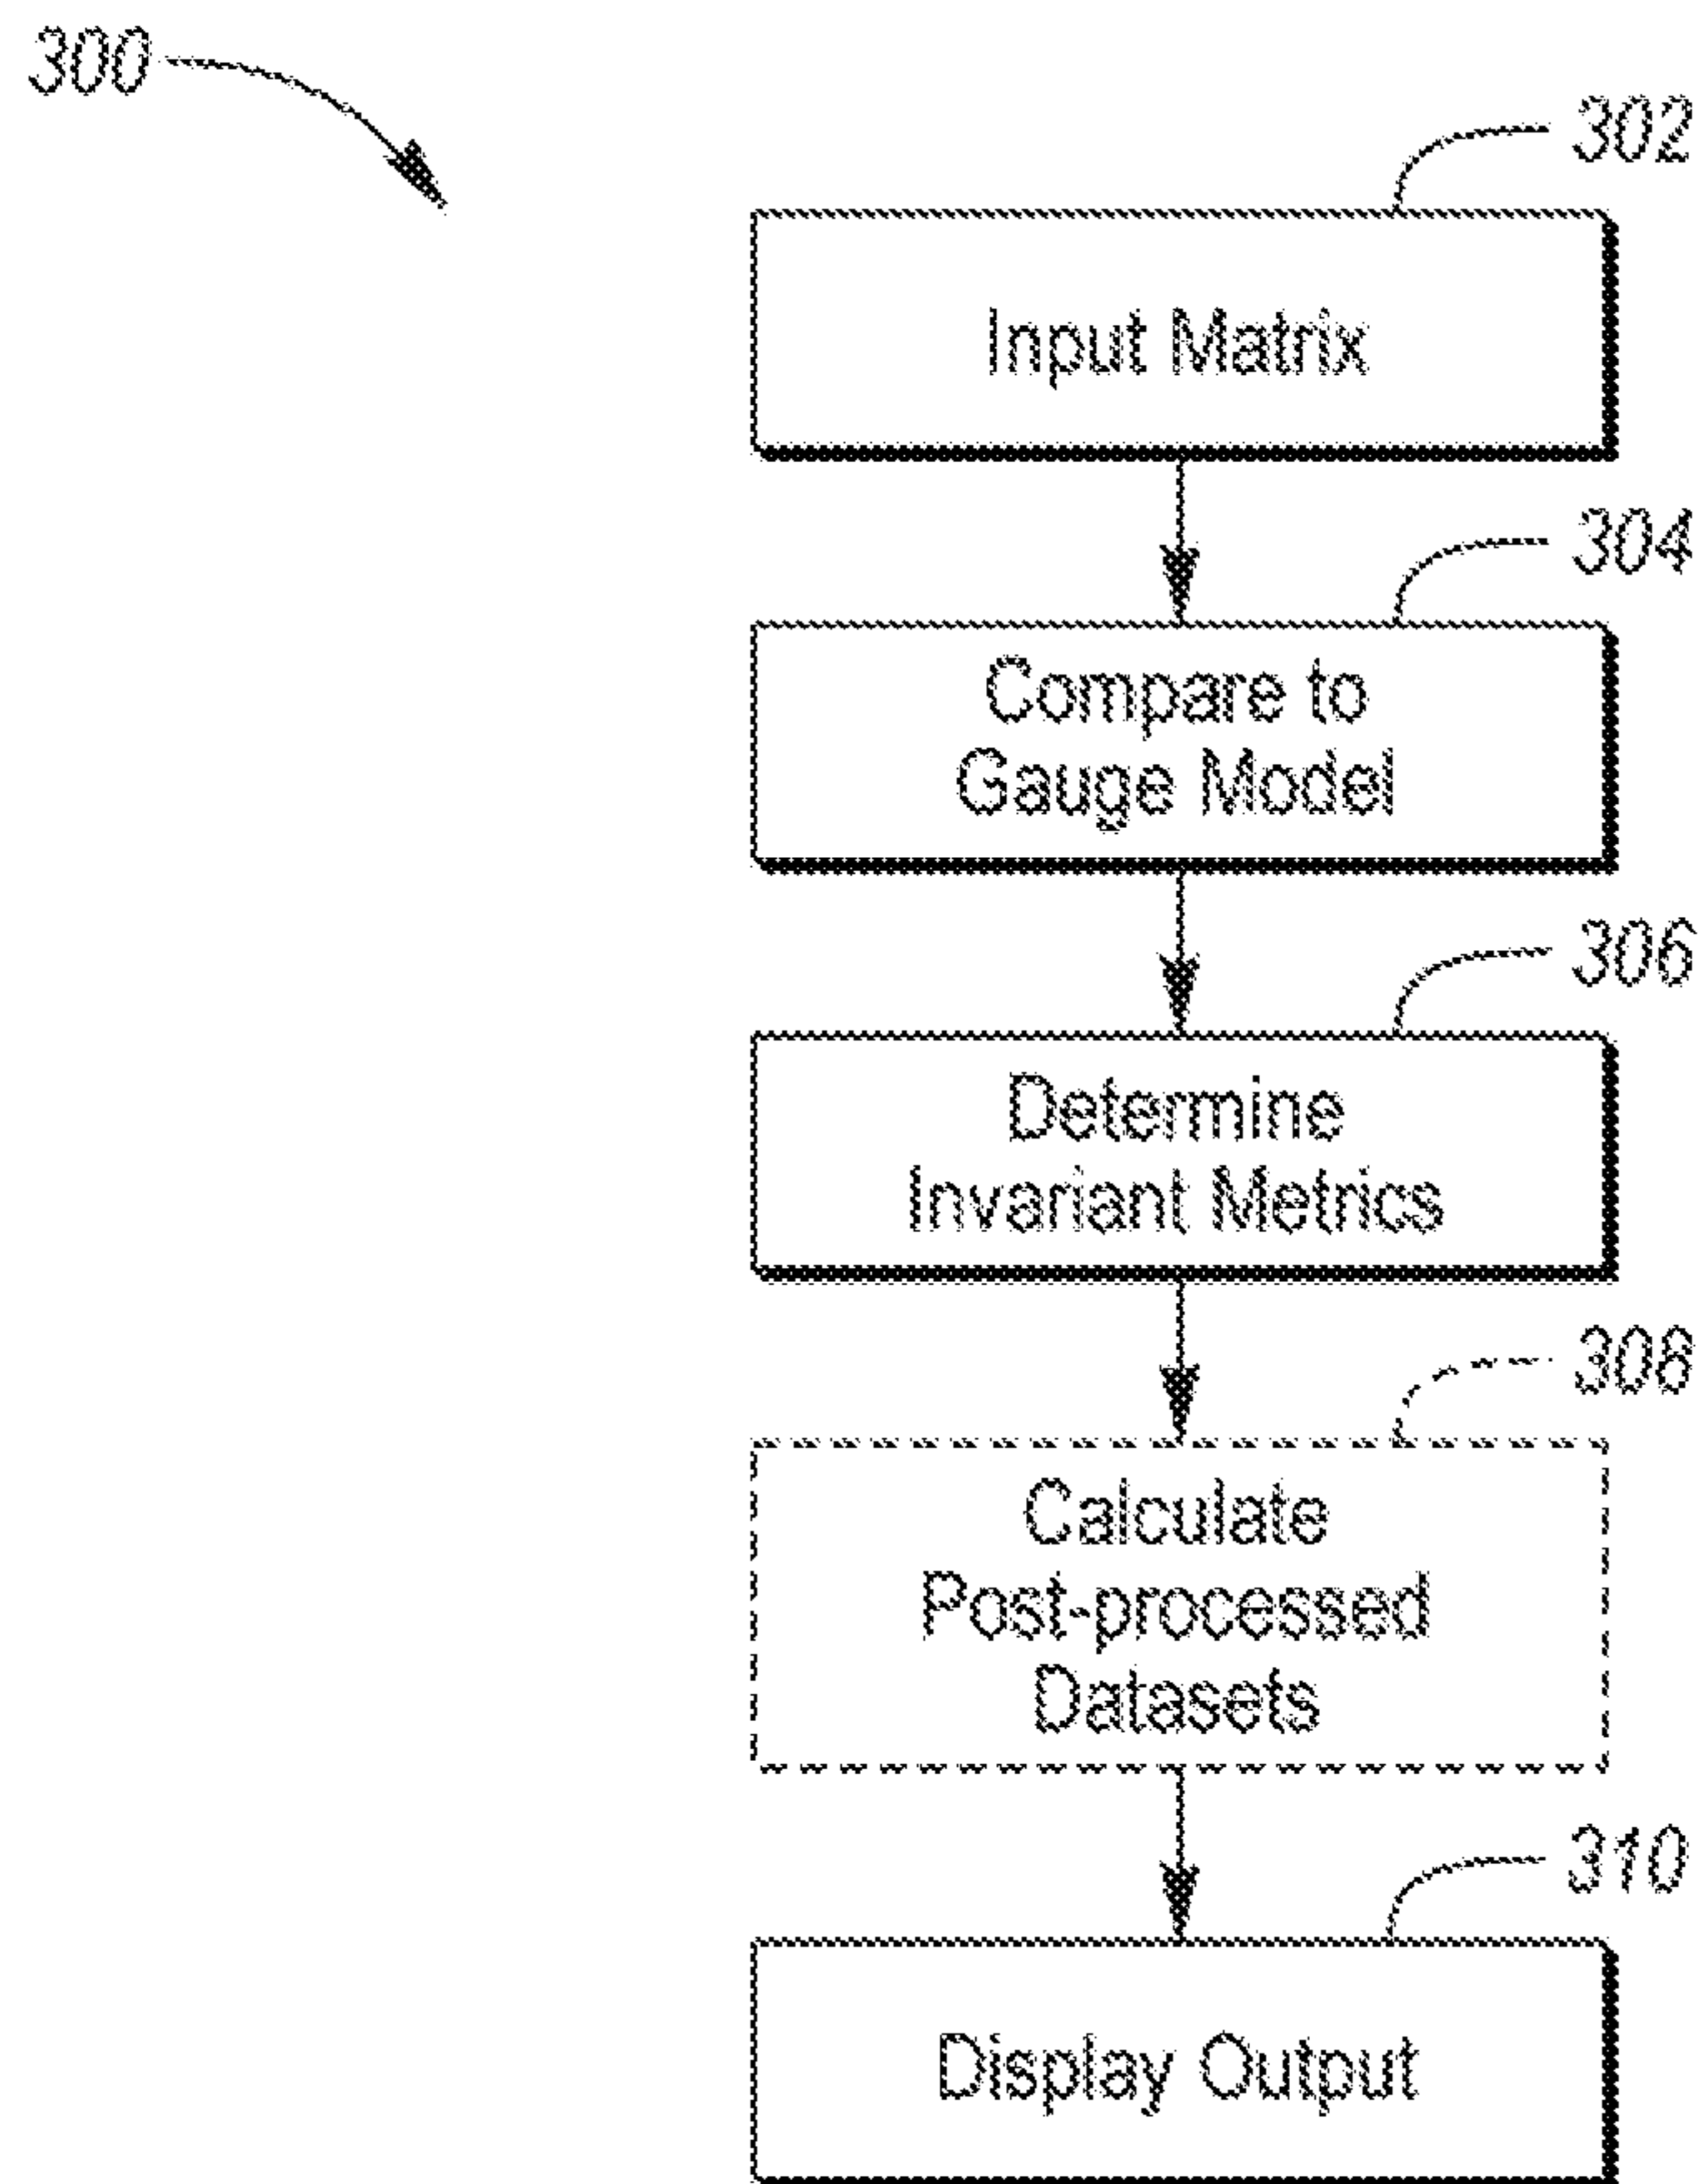 300
302
Input Matrix
304
Compare to
Gauge Model
306
Determine
Invariant Metrics
308
Calculate
Post-processed
Datasets
310
Display Output